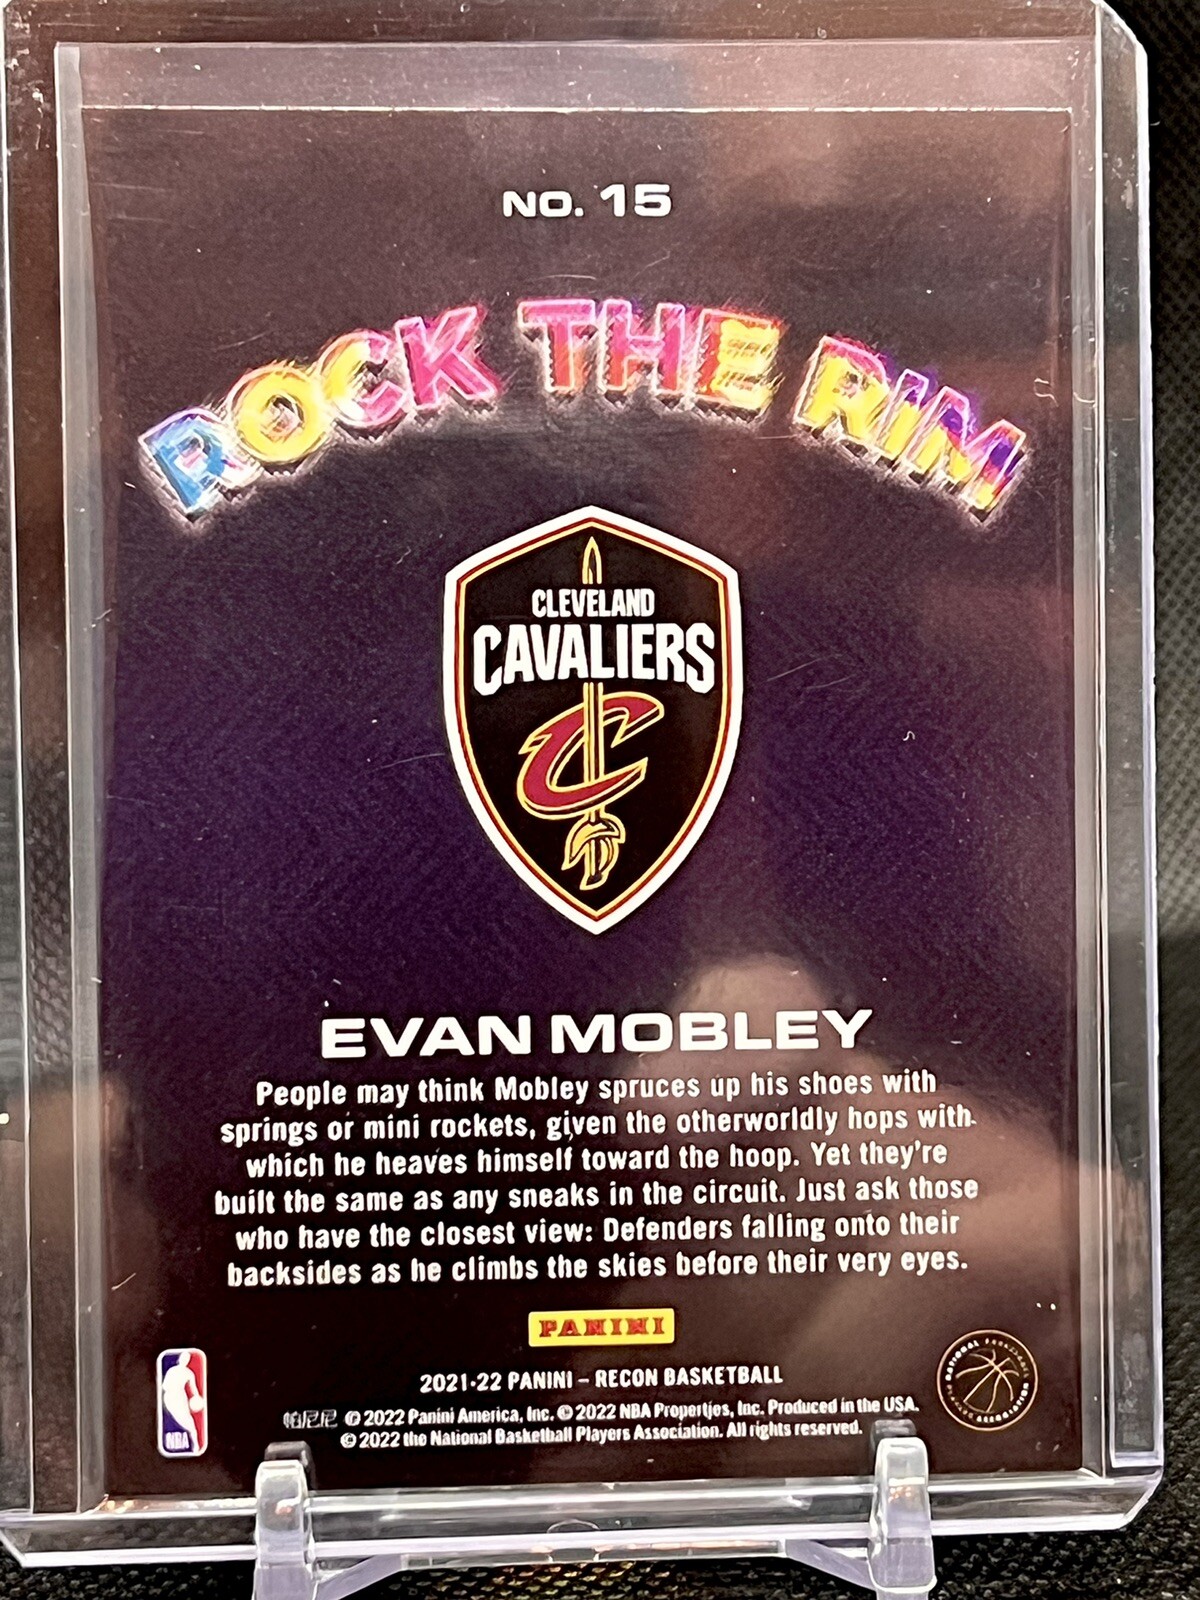 NO. 15
ROCK THE RIM
CLEVELAND
CAVALIERS
C
EVAN MOBLEY
People may think Mobley spruces up his shoes with
springs or mini rockets, given the otherworldly hops with
which he heaves himself toward the hoop. Yet they're
built the same as any sneaks in the circuit. Just ask those
who have the closest view: Defenders falling onto their
backsides as he climbs the skies before their very eyes.
PANINI
2021-22 PANINI – RECON BASKETBALL
帕尼尼 © 2022 Panini America, Inc. © 2022 NBA Properties, Inc. Produced in the USA.
© 2022 the National Basketball Players Association. All rights reserved.
NBA